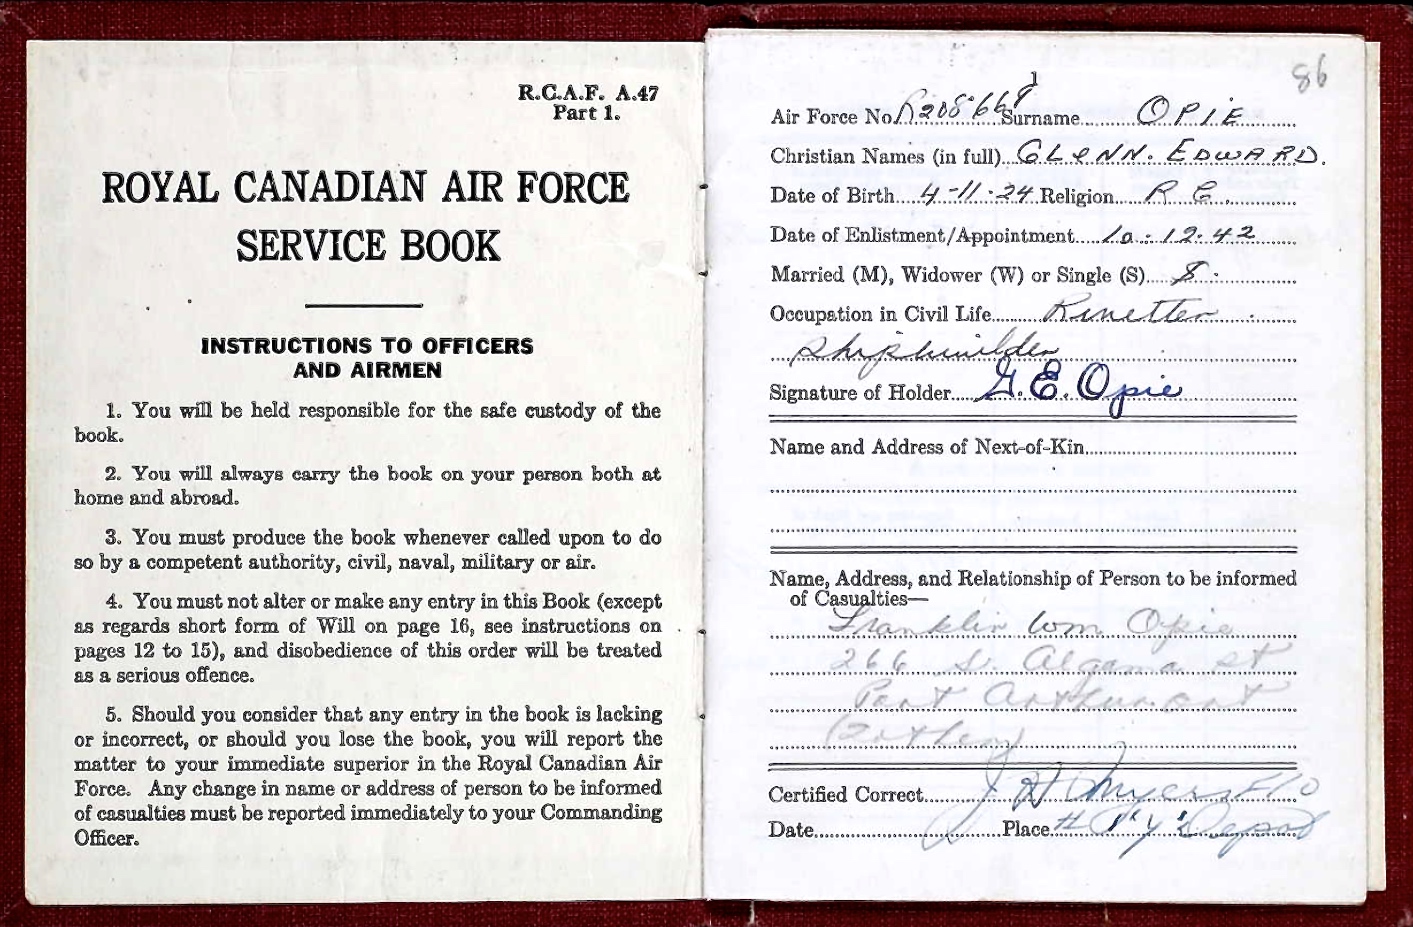 R.C.A.F. A.47
Part 1.
ROYAL CANADIAN AIR FORCE
SERVICE BOOK
INSTRUCTIONS TO OFFICERS
AND AIRMEN
1. You will be held responsible for the safe custody of the
book.
2. You will always carry the book on your person both at
home and abroad.
3. You must produce the book whenever called upon to do
so by a competent authority, civil, naval, military or air.
4. You must not alter or make any entry in this Book (except
as regards short form of Will on page 16, see instructions on
pages 12 to 15), and disobedience of this order will be treated
as a serious offence.
5. Should you consider that any entry in the book is lacking
or incorrect, or should you lose the book, you will report the
matter to your immediate superior in the Royal Canadian Air
Force. Any change in name or address of person to be informed
of casualties must be reported immediately to your Commanding
Officer.
86
1
Air Force No. Surname OPIE
Christian Names (in full) GLENN. EDWARD.
Date of Birth 4-11-24 Religion R C.
Date of Enlistment/Appointment 10.12.42
Married (M), Widower (W) or Single (S) S.
Occupation in Civil Life
Shipbuilder
Signature of Holder G. E. Opie
Name and Address of Next-of-Kin
Name, Address, and Relationship of Person to be informed
of Casualties—
Franklin Wm Opie
266 S. Algoma St
Port Arthur Ont
Certified Correct Myers F/O
Date Place Depot